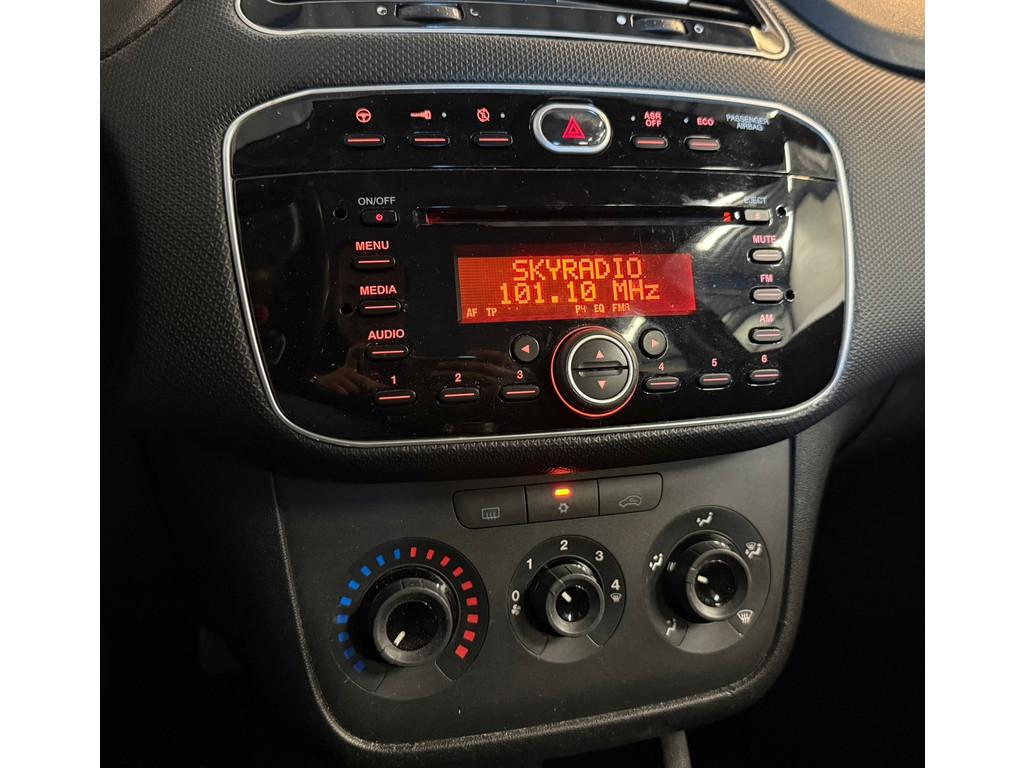 ASR
OFF
ECO
PASSENGER
AIRBAG
ON/OFF
EJECT
MENU
MUTE
SKYRADIO
101.10 MHz
AF TP P4 EQ FMA
MEDIA
FM
AUDIO
AM
1 2 3 4 5 6
0 1 2 3 4